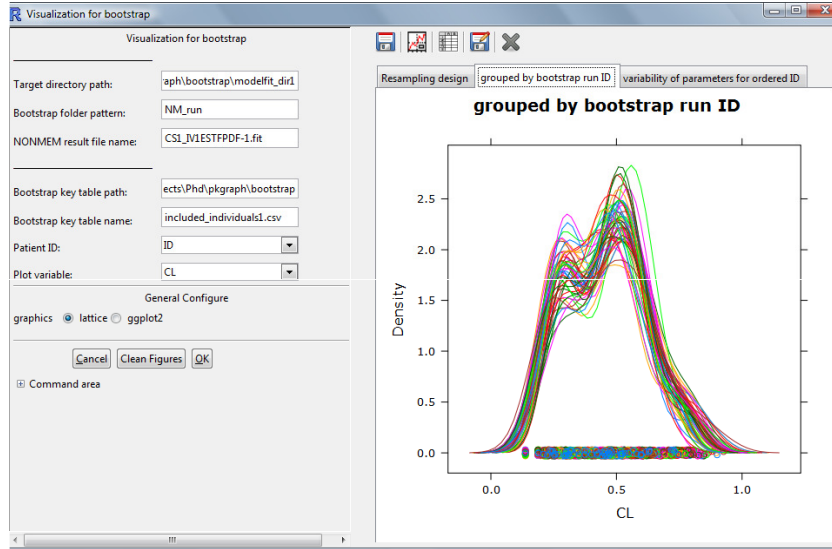 Visualization for bootstrap
Visualization for bootstrap
Target directory path: raph\bootstrap\modelfit_dir1
Bootstrap folder pattern: NM_run
NONMEM result file name: CS1_IV1ESTFPDF-1.fit
Bootstrap key table path: ects\Phd\pkgraph\bootstrap
Bootstrap key table name: included_individuals1.csv
Patient ID: ID
Plot variable: CL
General Configure
graphics lattice ggplot2
Cancel Clean Figures OK
Command area
Resampling design grouped by bootstrap run ID variability of parameters for ordered ID
grouped by bootstrap run ID
Density
2.5
2.0
1.5
1.0
0.5
0.0
0.0 0.5 1.0
CL